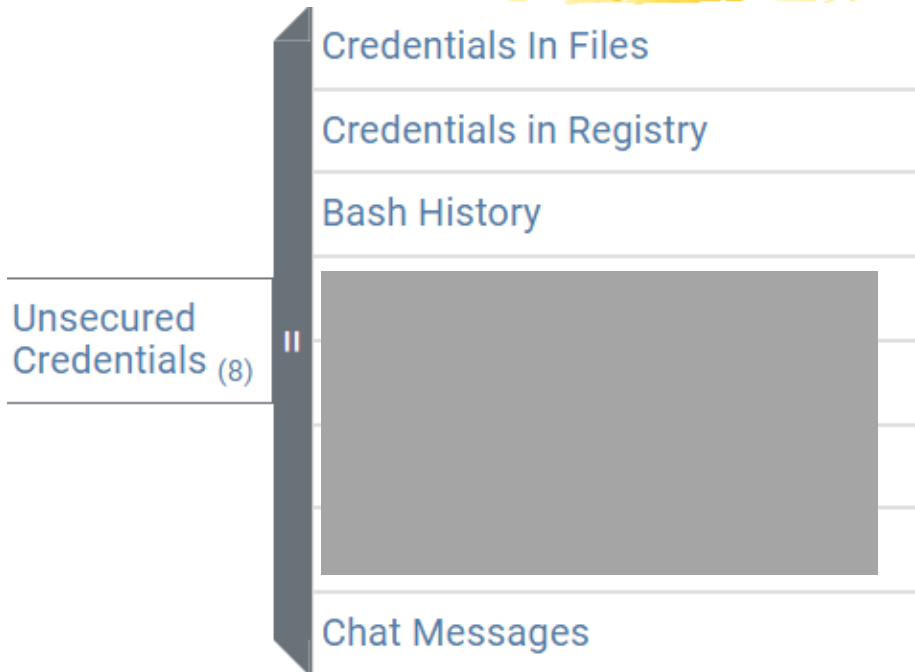 Credentials In Files
Credentials in Registry
Bash History
Unsecured
Credentials (8)
Chat Messages